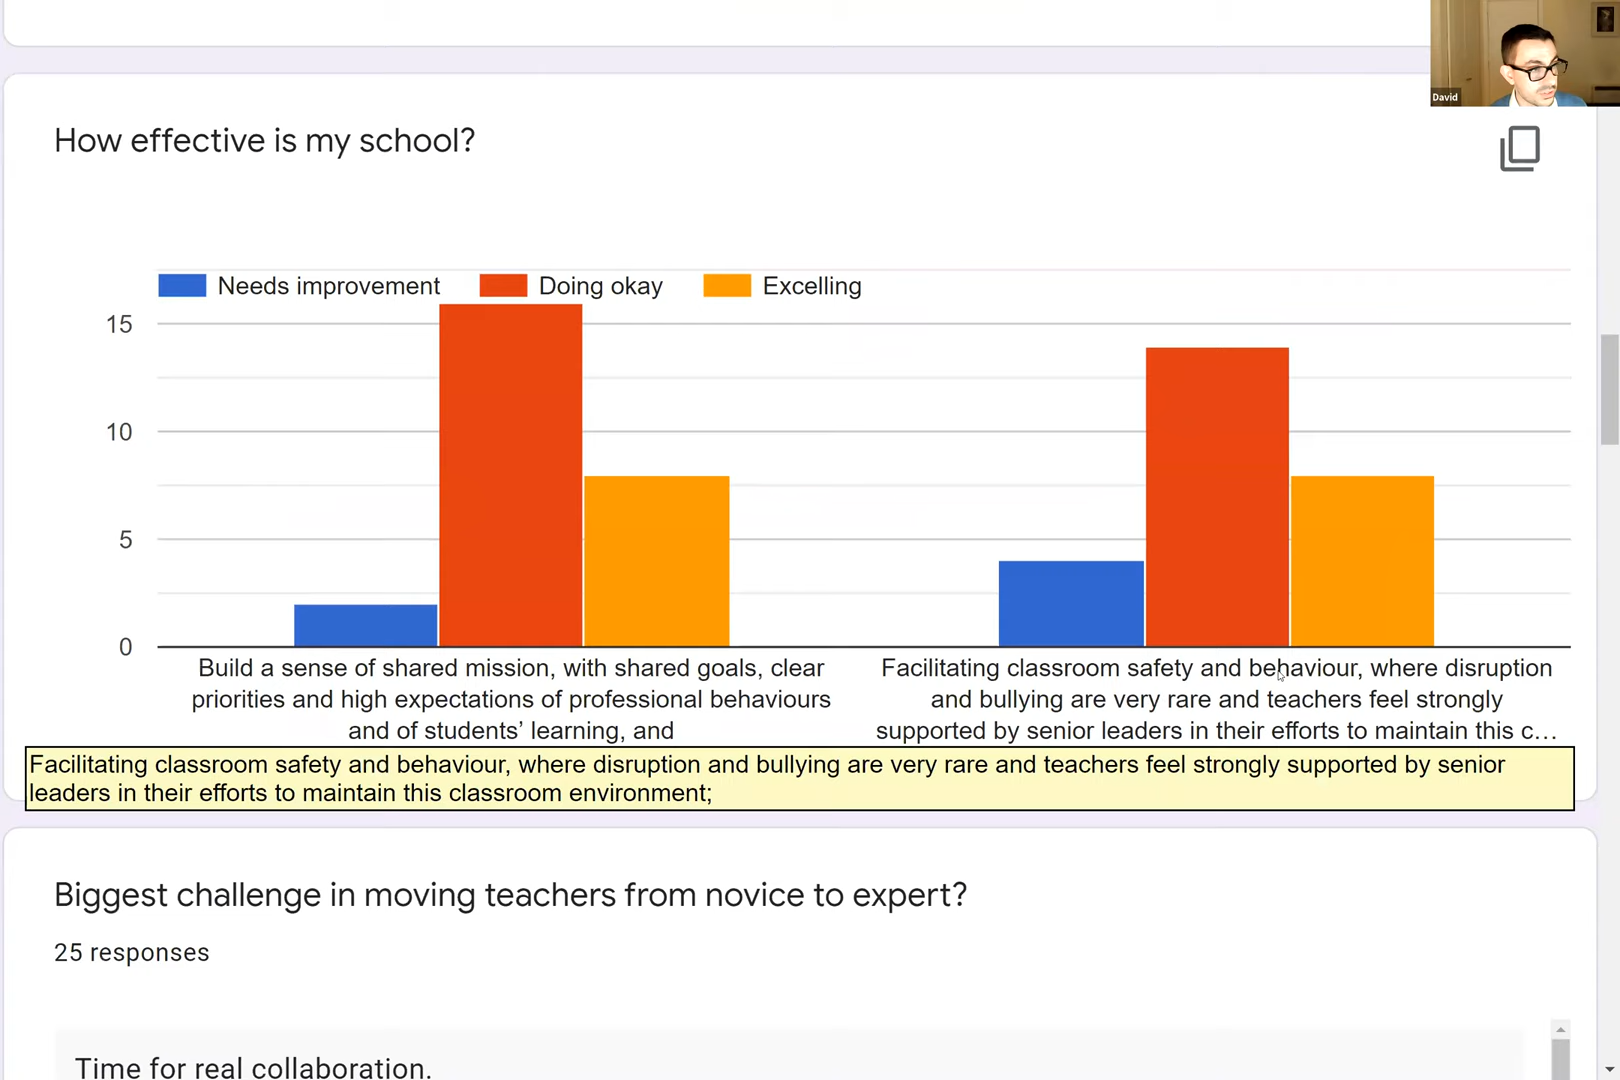 David
How effective is my school?
Needs improvement Doing okay Excelling
15
10
5
0
Build a sense of shared mission, with shared goals, clear
priorities and high expectations of professional behaviours
and of students’ learning, and
Facilitating classroom safety and behaviour, where disruption
and bullying are very rare and teachers feel strongly
supported by senior leaders in their efforts to maintain this c...
Facilitating classroom safety and behaviour, where disruption and bullying are very rare and teachers feel strongly supported by senior
leaders in their efforts to maintain this classroom environment;
Biggest challenge in moving teachers from novice to expert?
25 responses
Time for real collaboration.